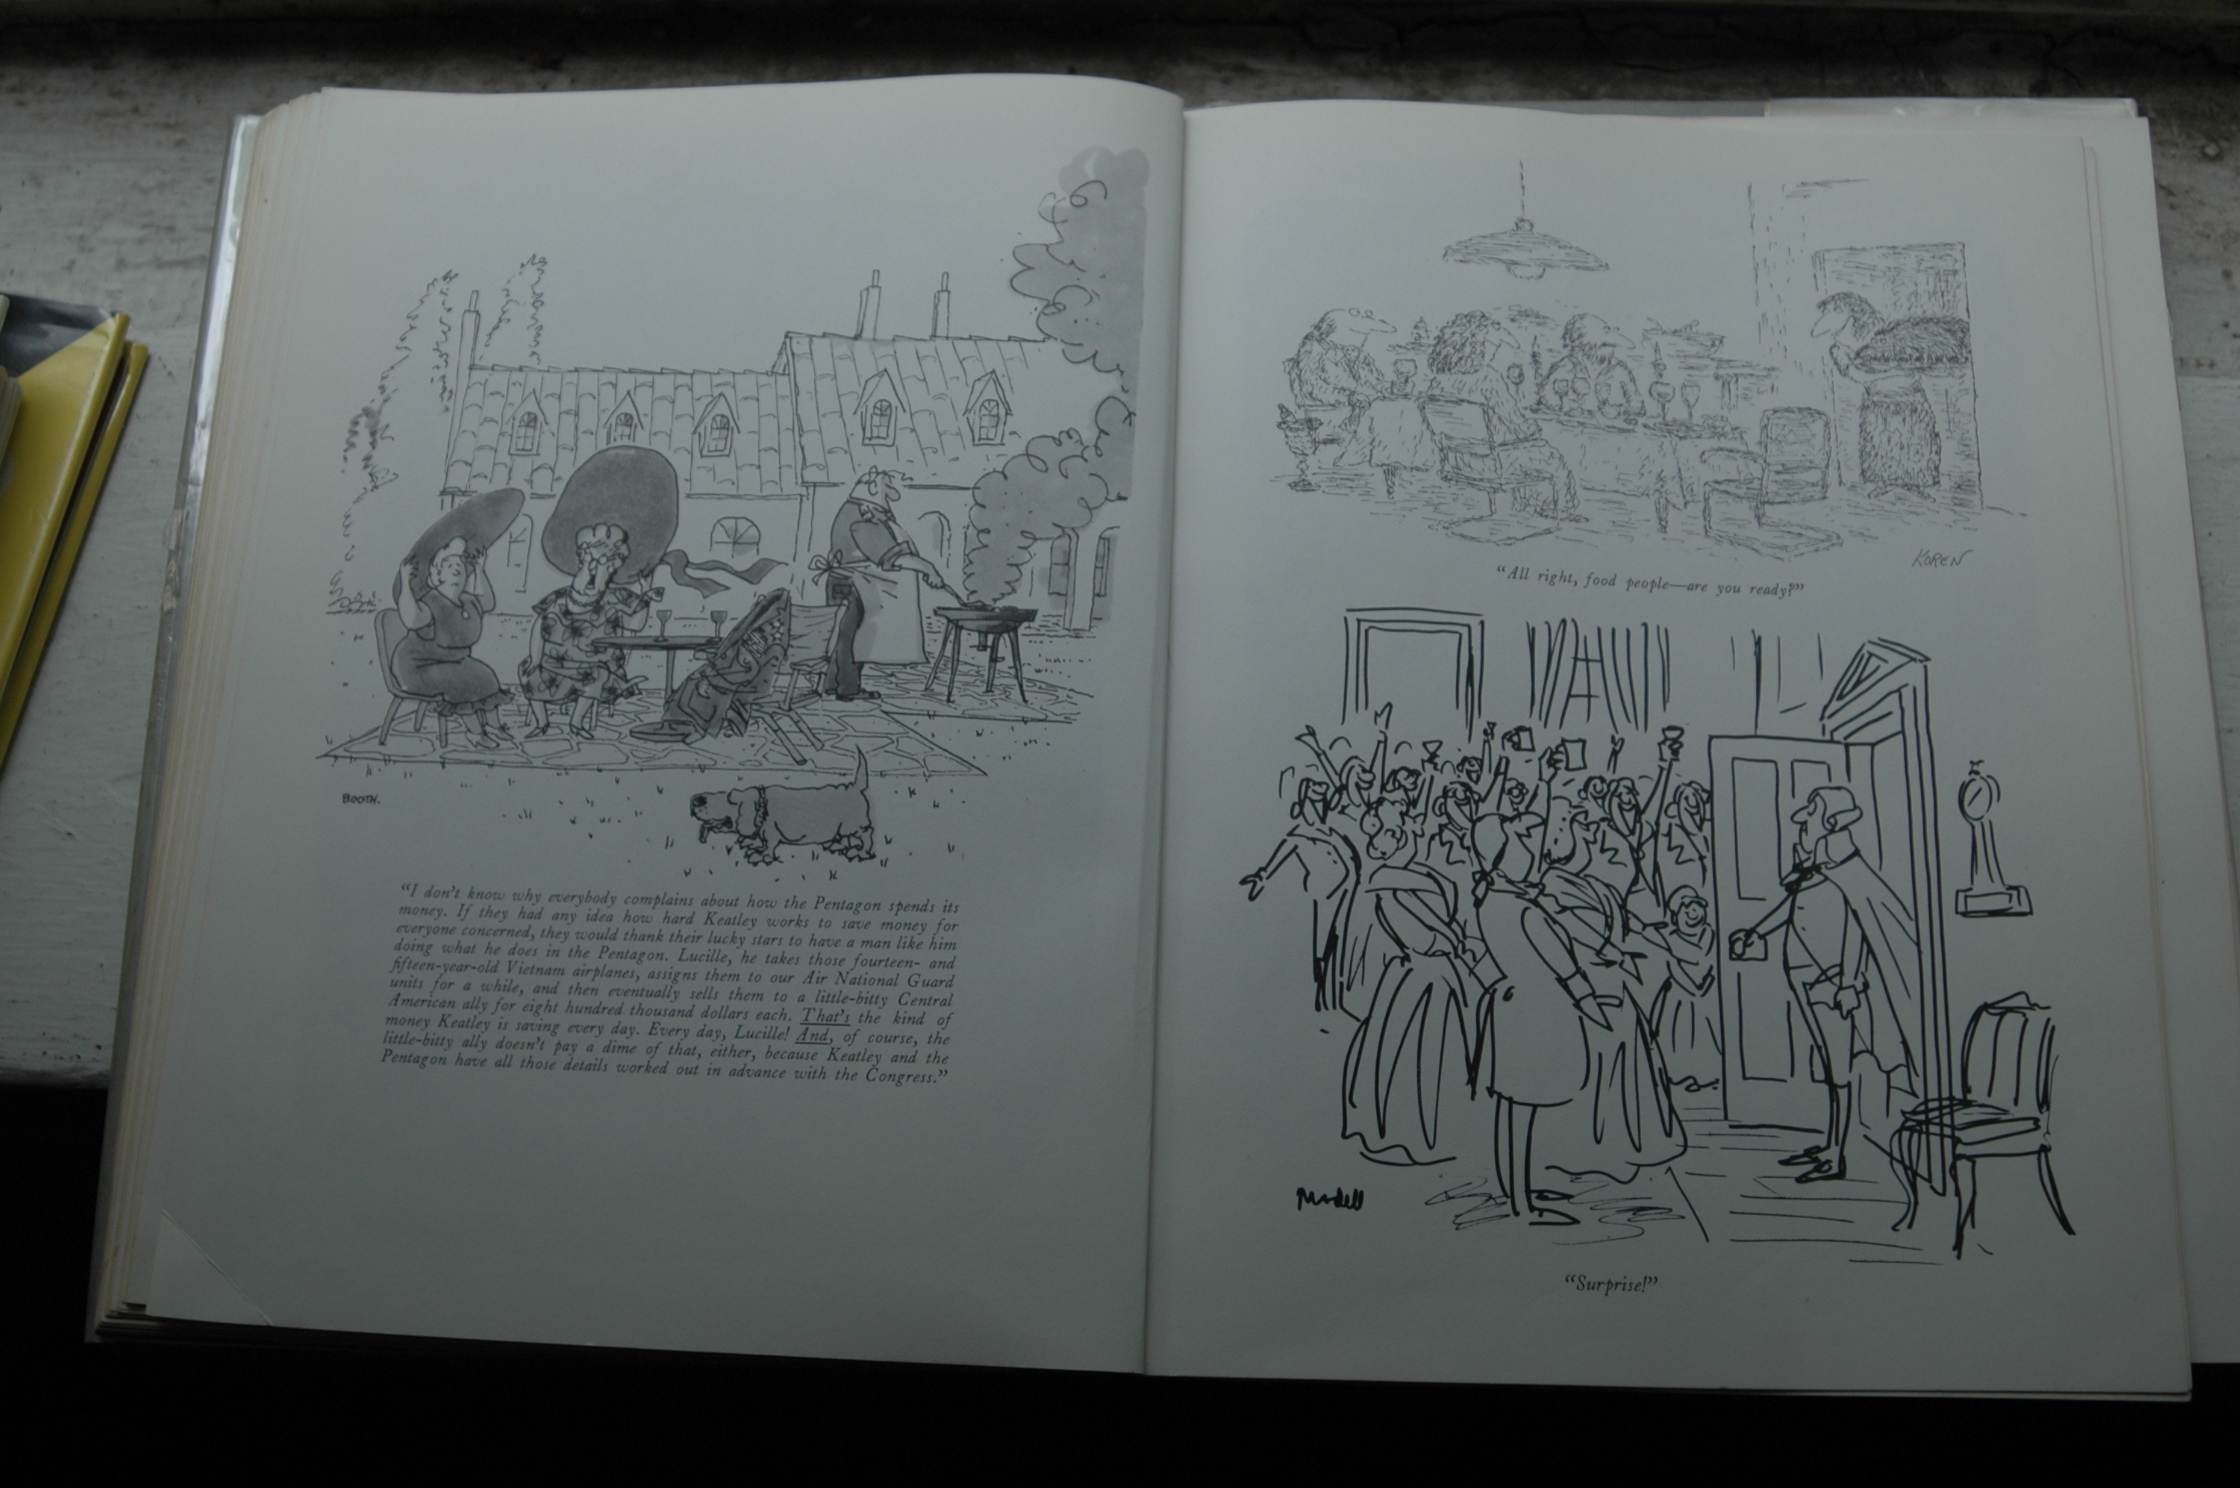 BOOTH.
“I don't know why everybody complains about how the Pentagon spends its
money. If they had any idea how hard Keatley works to save money for
everyone concerned, they would thank their lucky stars to have a man like him
doing what he does in the Pentagon. Lucille, he takes those fourteen- and
fifteen-year-old Vietnam airplanes, assigns them to our Air National Guard
units for a while, and then eventually sells them to a little-bitty Central
American ally for eight hundred thousand dollars each. That's the kind of
money Keatley is saving every day. Every day, Lucille! And, of course, the
little-bitty ally doesn't pay a dime of that, either, because Keatley and the
Pentagon have all those details worked out in advance with the Congress.”
KOREN
“All right, food people—are you ready?”
Modell
“Surprise!”